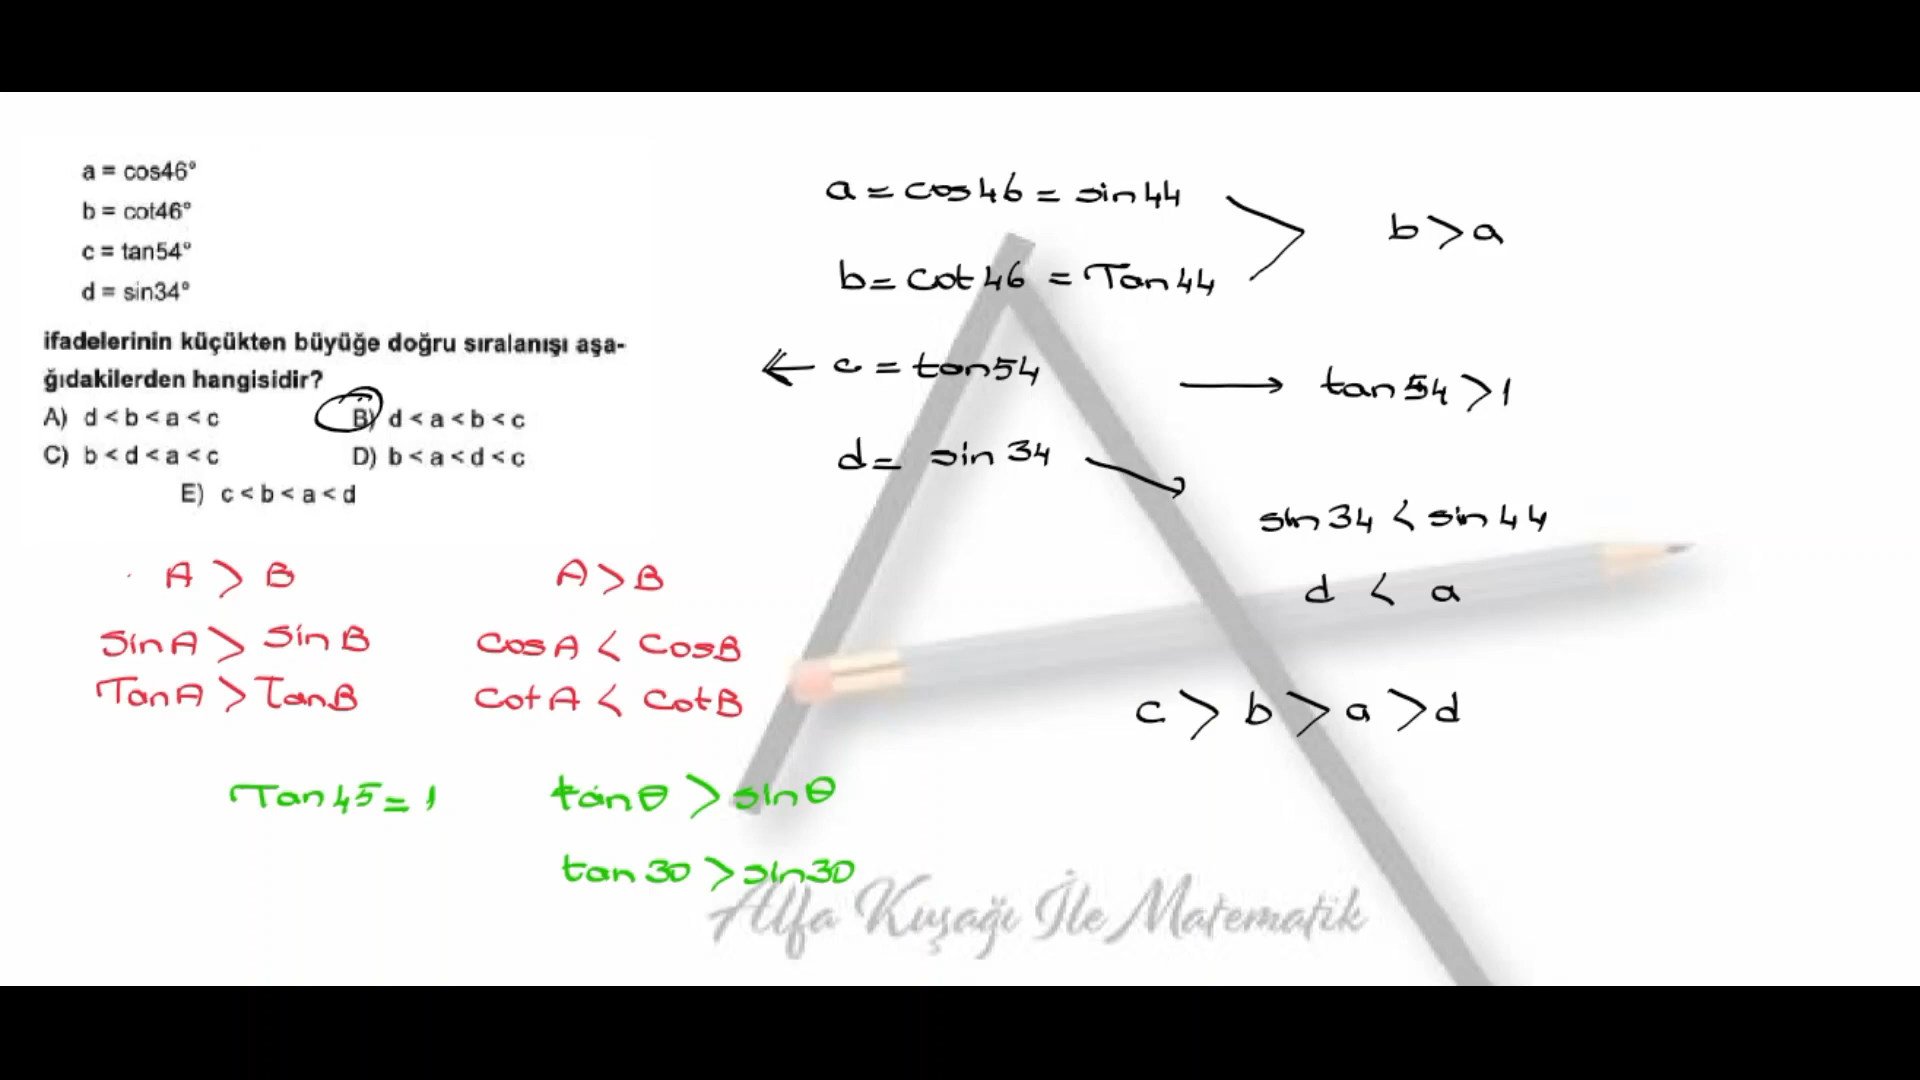 a = cos46°
b = cot46°
c = tan54°
d = sin34°
ifadelerinin küçükten büyüğe doğru sıralanışı aşa-
ğıdakilerden hangisidir?
A) d < b < a < c
B) d < a < b < c
C) b < d < a < c
D) b < a < d < c
E) c < b < a < d
A > B
SinA > SinB
TanA > TanB
A > B
CosA < CosB
CotA < CotB
Tan45 = 1
tanθ > sinθ
tan30 > sin30
a = cos46 = sin44
b = cot46 = Tan44
b > a
← c = tan54 → tan54 > 1
d = sin34
sin34 < sin44
d < a
c > b > a > d
Alfa Kuşağı İle Matematik